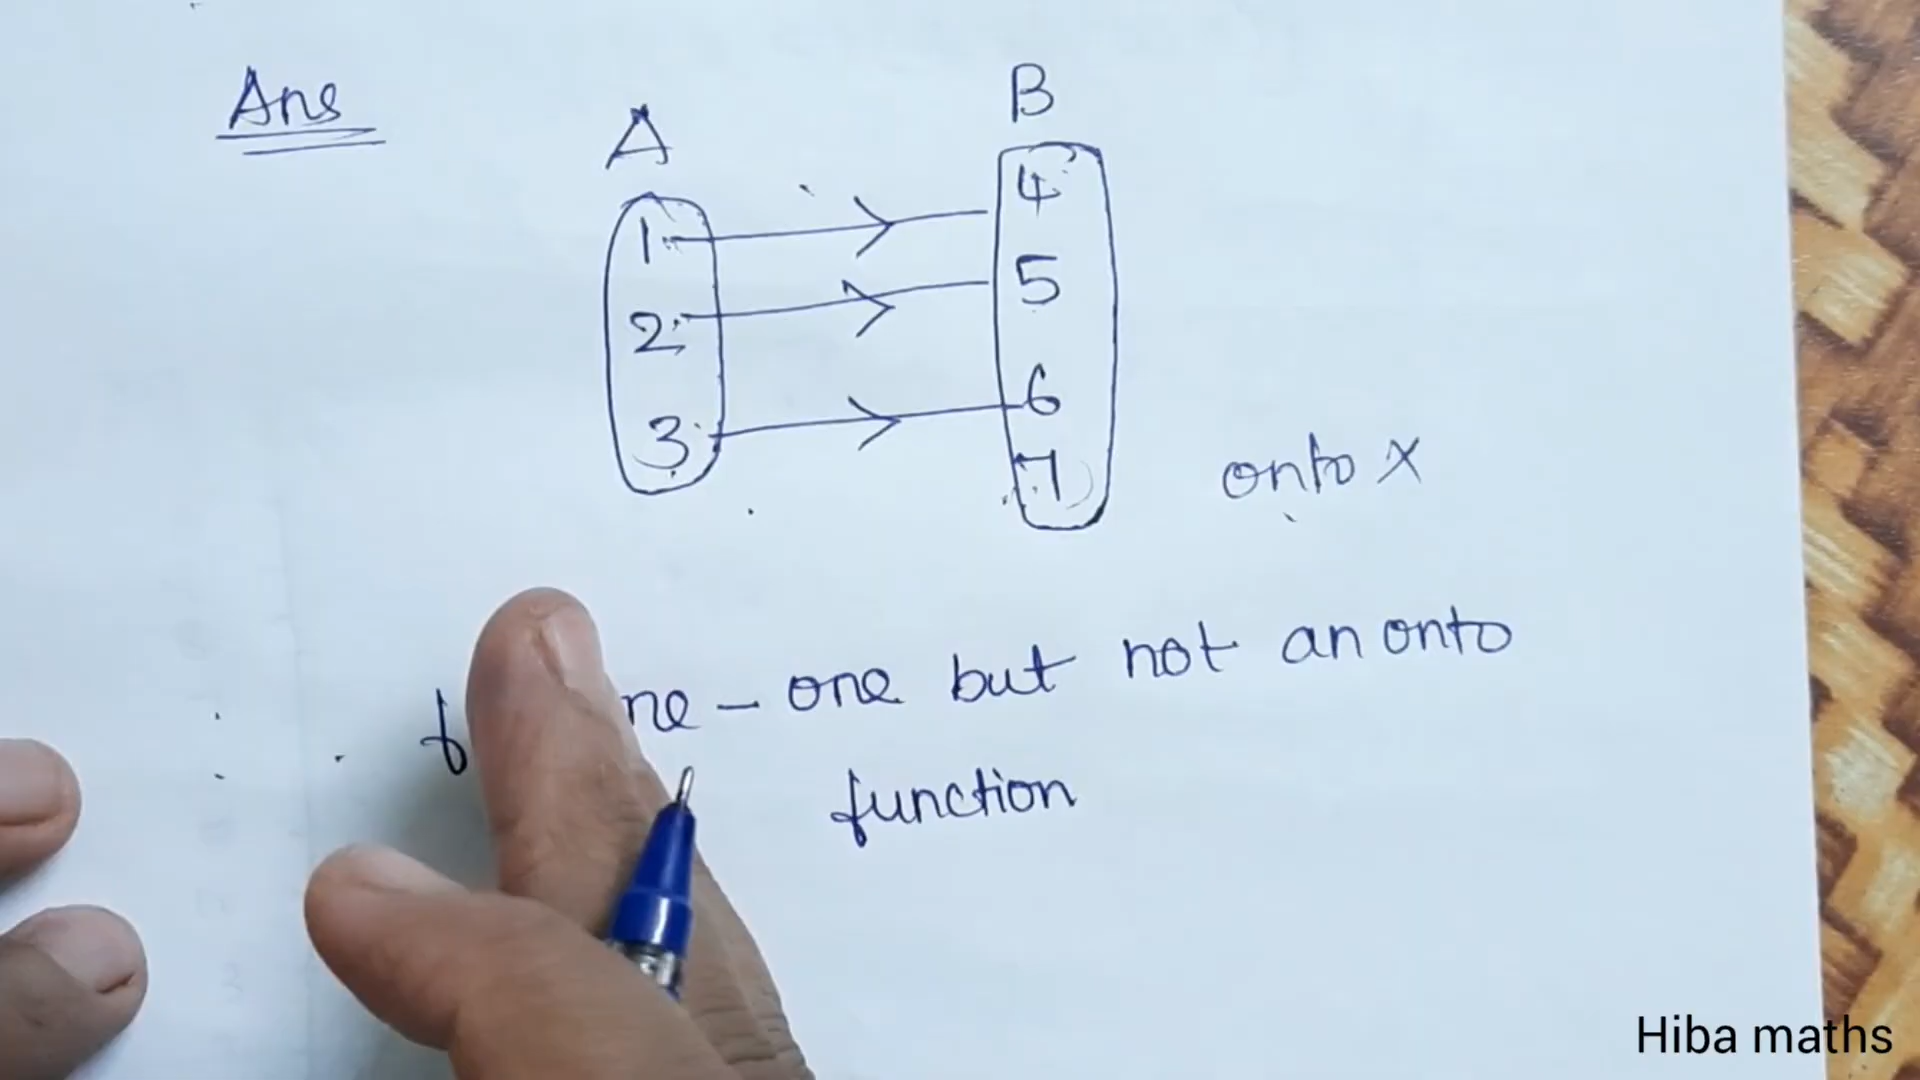 Ans
A
B
1
4
2
5
3
6
7
onto x
f ne - one but not an onto
function
Hiba maths